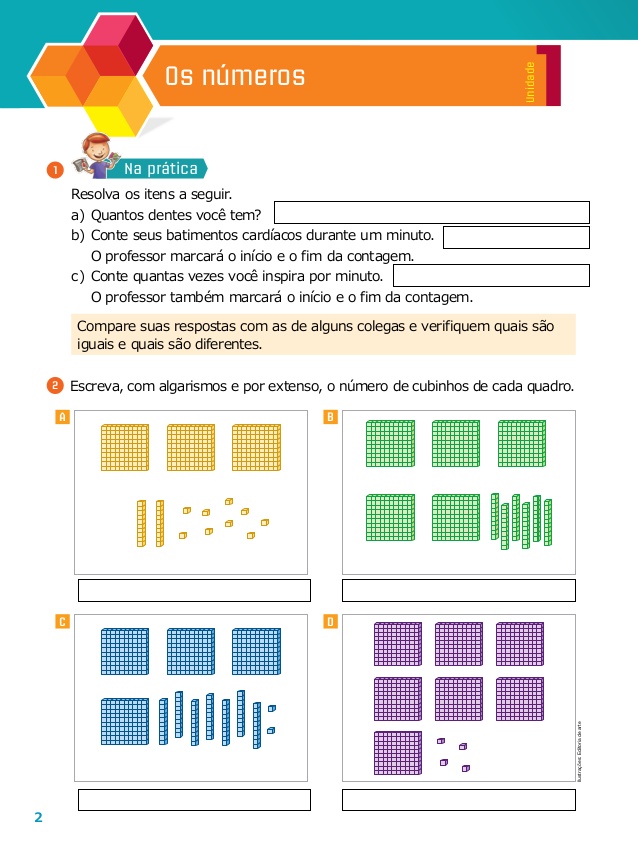 Os números
Unidade
1
Na prática
Resolva os itens a seguir.
a) Quantos dentes você tem?
b) Conte seus batimentos cardíacos durante um minuto.
O professor marcará o início e o fim da contagem.
c) Conte quantas vezes você inspira por minuto.
O professor também marcará o início e o fim da contagem.
Compare suas respostas com as de alguns colegas e verifiquem quais são
iguais e quais são diferentes.
2 Escreva, com algarismos e por extenso, o número de cubinhos de cada quadro.
A
B
C
D
Ilustrações: Editoria de arte
2